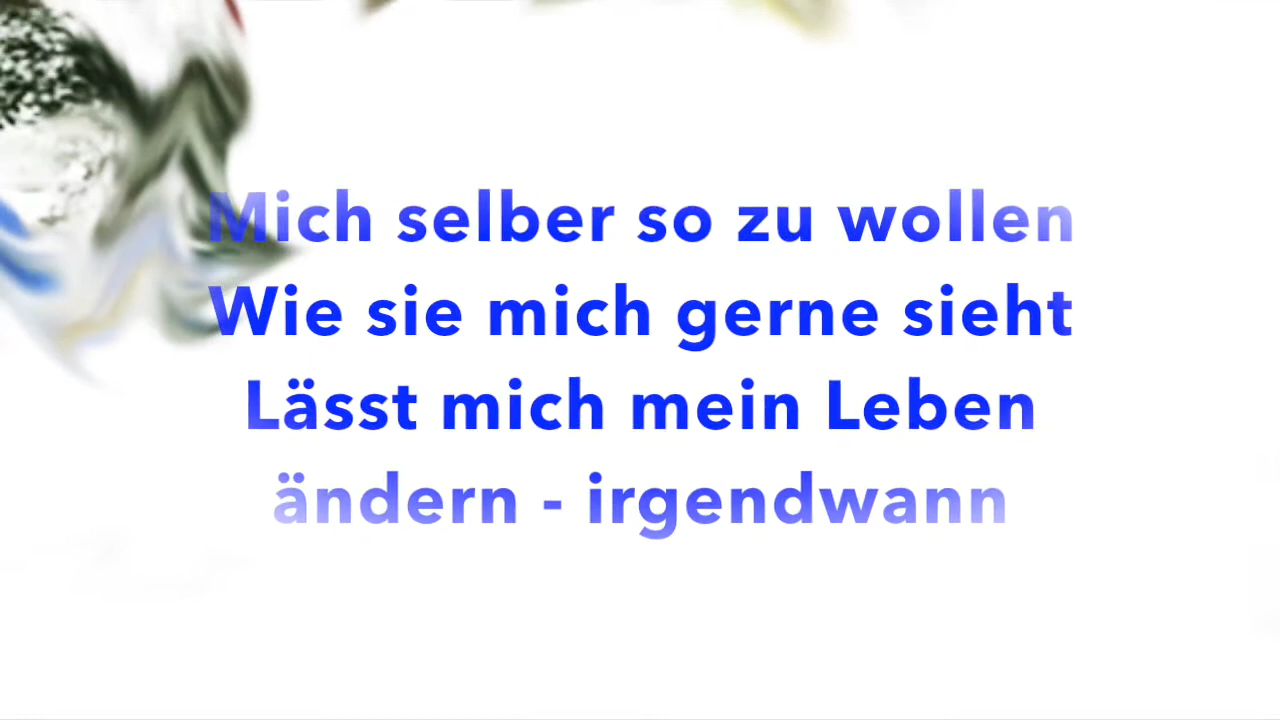 Mich selber so zu wollen
Wie sie mich gerne sieht
Lässt mich mein Leben
ändern - irgendwann